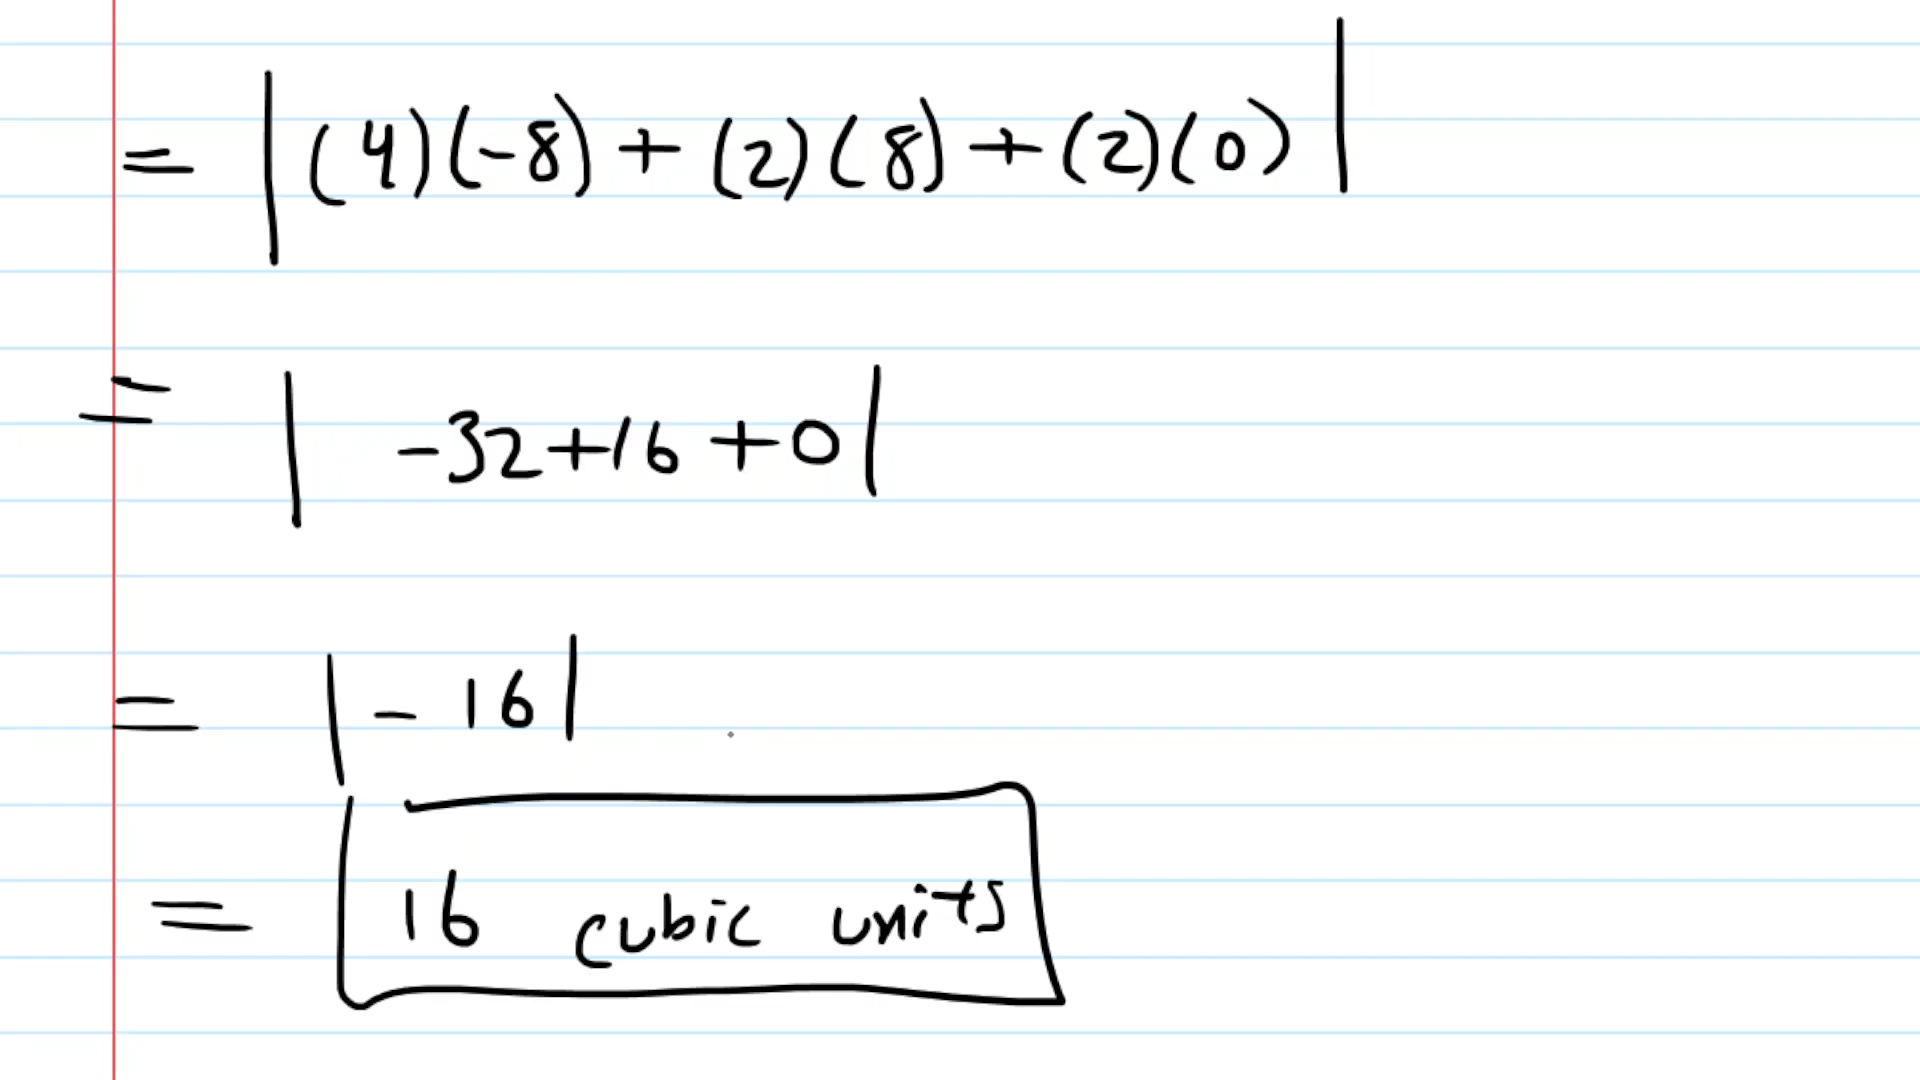 = | (4)(-8) + (2)(8) + (2)(0) |
= | -32+16+0 |
= | -16 |
= 16 cubic units